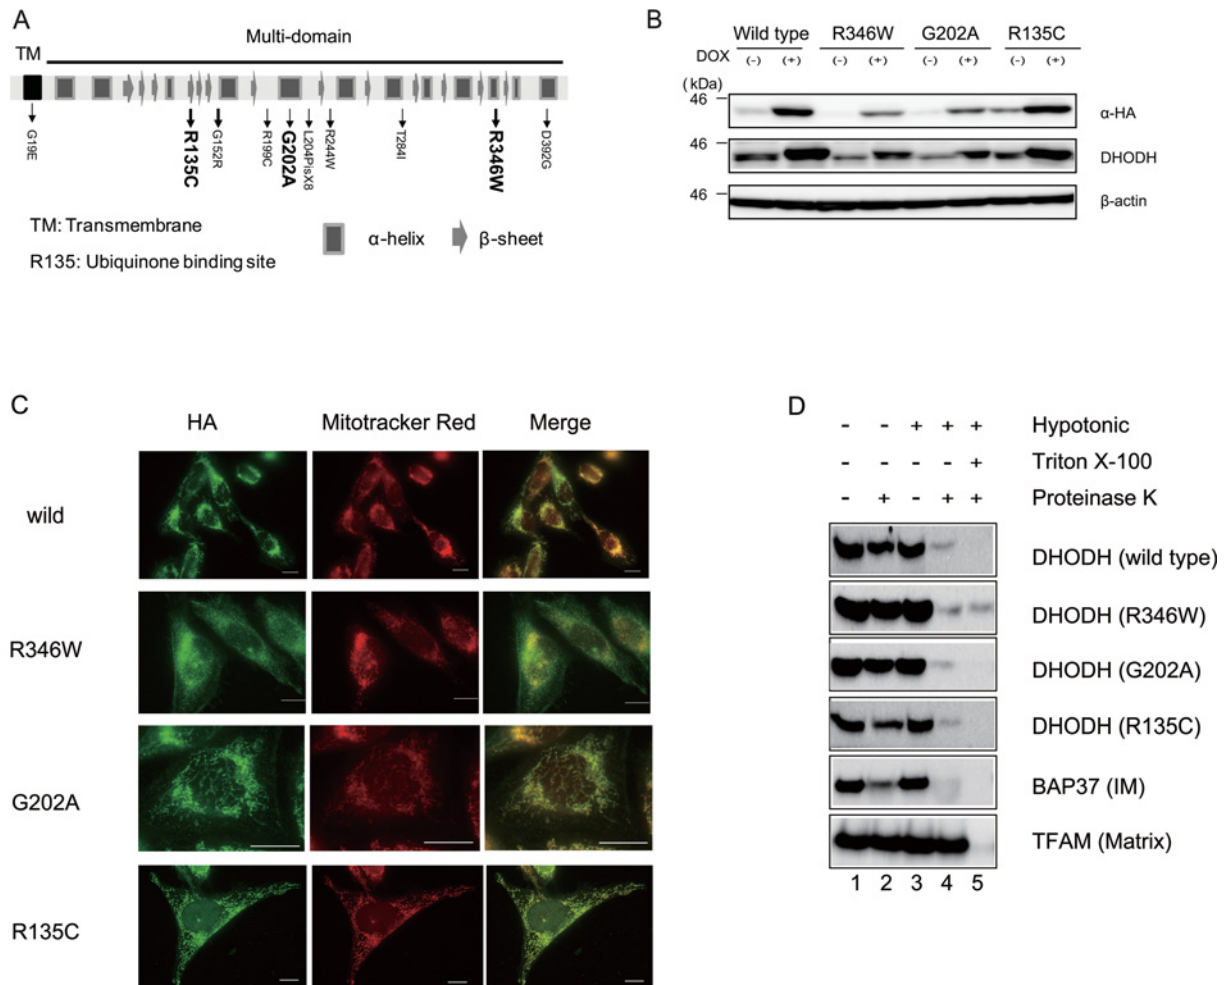 A
Multi-domain
TM
G19E
R135C
G152R
R199C
G202A
L204PisX8
R244W
T284I
R346W
D392G
TM: Transmembrane
α-helix
β-sheet
R135: Ubiquinone binding site
B
Wild type R346W G202A R135C
DOX (-) (+) (-) (+) (-) (+) (-) (+)
(kDa)
46 α-HA
46 DHODH
46 β-actin
C
HA Mitotracker Red Merge
wild
R346W
G202A
R135C
D
- - + + + Hypotonic
- - - - + Triton X-100
- + - + + Proteinase K
DHODH (wild type)
DHODH (R346W)
DHODH (G202A)
DHODH (R135C)
BAP37 (IM)
TFAM (Matrix)
1 2 3 4 5